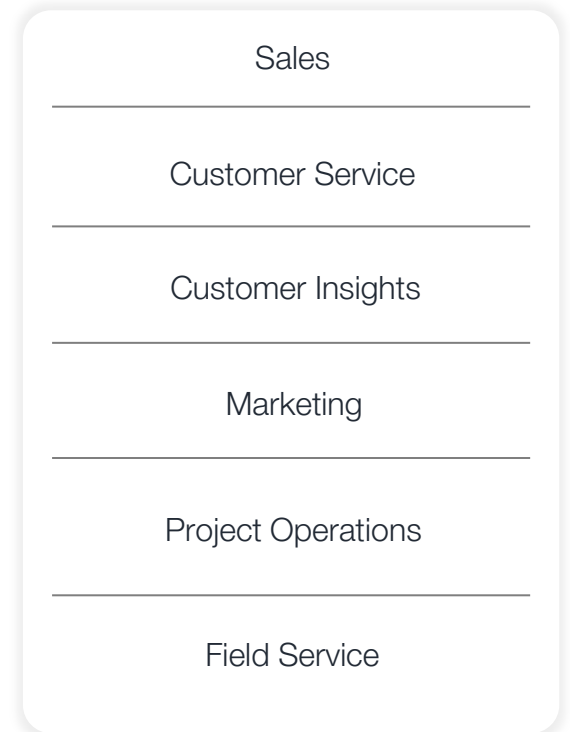 Sales
Customer Service
Customer Insights
Marketing
Project Operations
Field Service